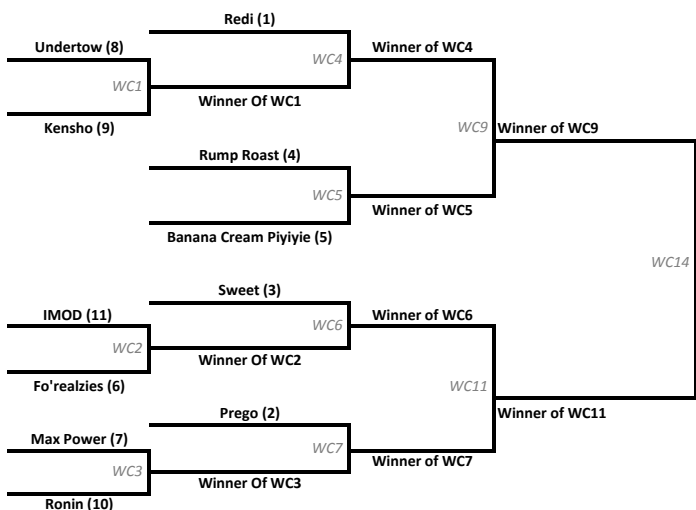 Redi (1)
Undertow (8)
WC4
Winner of WC4
WC1
Winner Of WC1
Kensho (9)
WC9
Winner of WC9
Rump Roast (4)
WC5
Winner of WC5
Banana Cream Piyiyie (5)
WC14
Sweet (3)
IMOD (11)
WC6
Winner of WC6
WC2
Winner Of WC2
Fo'realzies (6)
WC11
Winner of WC11
Prego (2)
Max Power (7)
WC7
Winner of WC7
WC3
Winner Of WC3
Ronin (10)